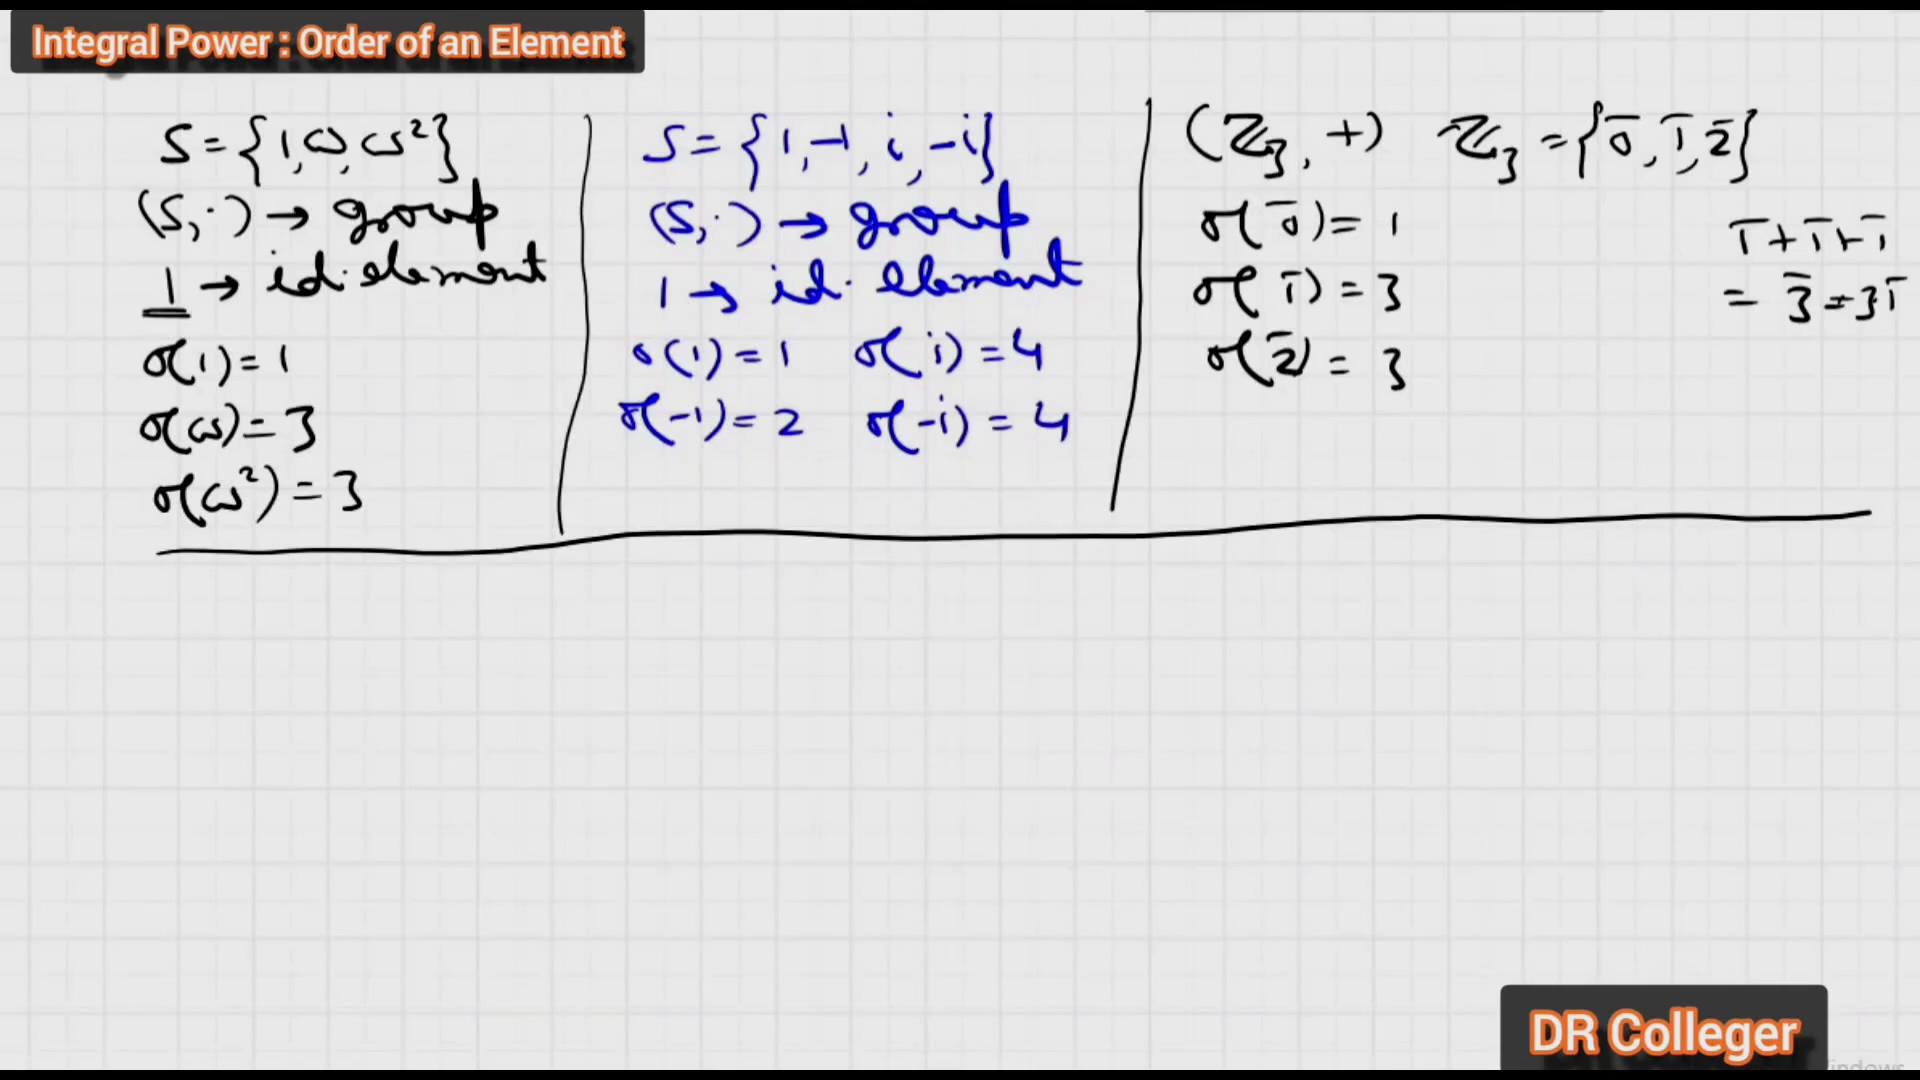 Integral Power : Order of an Element
S = {1, ω, ω²}
(S, ·) → group
1 → id. element
o(1) = 1
o(ω) = 3
o(ω²) = 3
S = {1, -1, i, -i}
(S, ·) → group
1 → id. element
o(1) = 1 o(i) = 4
o(-1) = 2 o(-i) = 4
(ℤ₃, +) ℤ₃ = {0̅, 1̅, 2̅}
o(0̅) = 1
o(1̅) = 3
o(2̅) = 3
1̅ + 1̅ + 1̅
= 3̅ = 3·1̅
DR Colleger